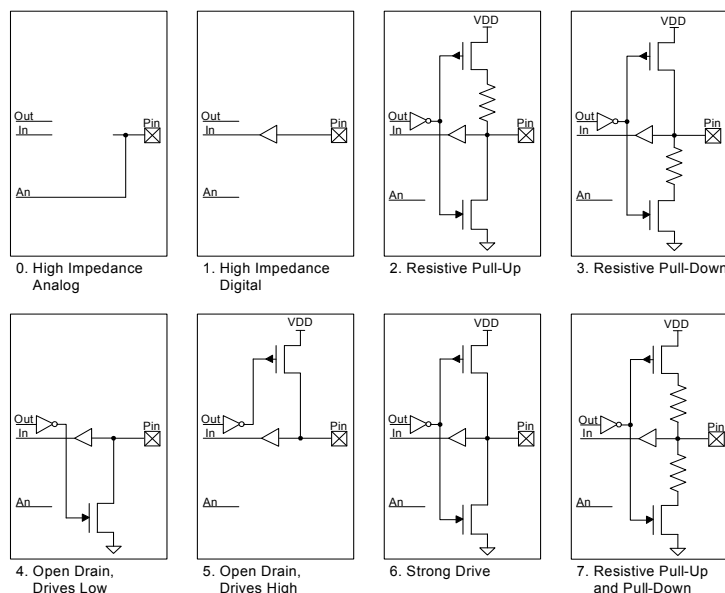 VDD
VDD
Out
In
Pin
An
0. High Impedance
Analog
Out
In
Pin
An
1. High Impedance
Digital
Out
In
Pin
An
2. Resistive Pull-Up
Out
In
Pin
An
3. Resistive Pull-Down
VDD
VDD
VDD
Out
In
Pin
An
4. Open Drain,
Drives Low
Out
In
Pin
An
5. Open Drain,
Drives High
Out
In
Pin
An
6. Strong Drive
Out
In
Pin
An
7. Resistive Pull-Up
and Pull-Down